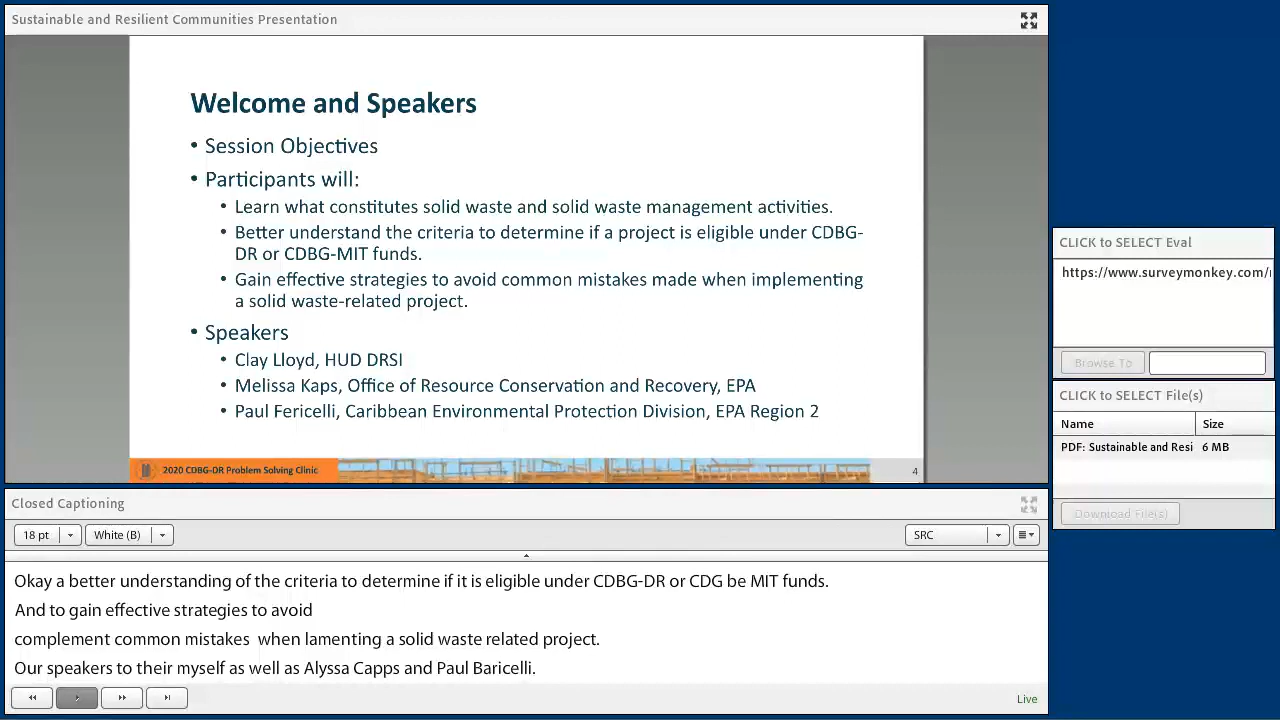 Sustainable and Resilient Communities Presentation
Welcome and Speakers
• Session Objectives
• Participants will:
• Learn what constitutes solid waste and solid waste management activities.
• Better understand the criteria to determine if a project is eligible under CDBG-
DR or CDBG-MIT funds.
• Gain effective strategies to avoid common mistakes made when implementing
a solid waste-related project.
• Speakers
• Clay Lloyd, HUD DRSI
• Melissa Kaps, Office of Resource Conservation and Recovery, EPA
• Paul Fericelli, Caribbean Environmental Protection Division, EPA Region 2
2020 CDBG-DR Problem Solving Clinic
4
CLICK to SELECT Eval
https://www.surveymonkey.com/
Browse To
CLICK to SELECT File(s)
Name Size
PDF: Sustainable and Resi 6 MB
Download File(s)
Closed Captioning
18 pt White (B) SRC
Okay a better understanding of the criteria to determine if it is eligible under CDBG-DR or CDG be MIT funds.
And to gain effective strategies to avoid
complement common mistakes when lamenting a solid waste related project.
Our speakers to their myself as well as Alyssa Capps and Paul Baricelli.
Live